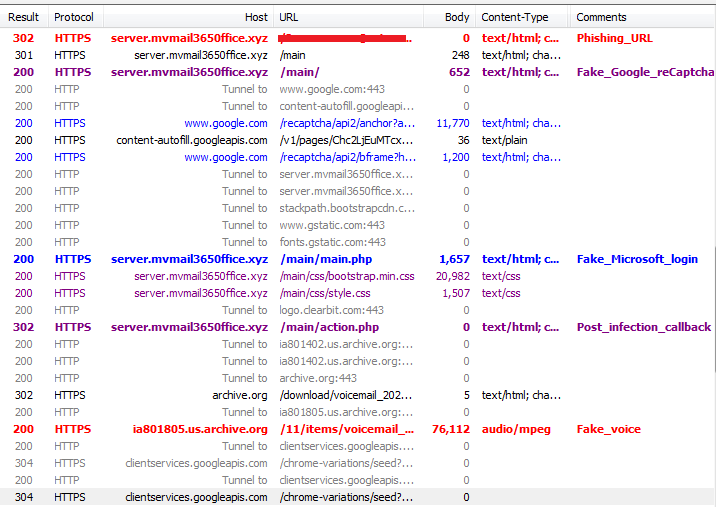 Result Protocol Host URL Body Content-Type Comments
302 HTTPS server.mvmail3650ffice.xyz 0 text/html; c... Phishing_URL
301 HTTPS server.mvmail3650ffice.xyz /main 248 text/html; cha...
200 HTTPS server.mvmail3650ffice.xyz /main/ 652 text/html; c... Fake_Google_reCaptcha
200 HTTP Tunnel to www.google.com:443 0
200 HTTP Tunnel to content-autofill.googleapi... 0
200 HTTPS www.google.com /recaptcha/api2/anchor?a... 11,770 text/html; cha...
200 HTTPS content-autofill.googleapis.com /v1/pages/Chc2LjEuMTcx... 36 text/plain
200 HTTPS www.google.com /recaptcha/api2/bframe?h... 1,200 text/html; cha...
200 HTTP Tunnel to server.mvmail3650ffice.x... 0
200 HTTP Tunnel to server.mvmail3650ffice.x... 0
200 HTTP Tunnel to stackpath.bootstrapcdn.c... 0
200 HTTP Tunnel to www.gstatic.com:443 0
200 HTTP Tunnel to fonts.gstatic.com:443 0
200 HTTPS server.mvmail3650ffice.xyz /main/main.php 1,657 text/html; c... Fake_Microsoft_login
200 HTTPS server.mvmail3650ffice.xyz /main/css/bootstrap.min.css 20,982 text/css
200 HTTPS server.mvmail3650ffice.xyz /main/css/style.css 1,507 text/css
200 HTTP Tunnel to logo.clearbit.com:443 0
302 HTTPS server.mvmail3650ffice.xyz /main/action.php 0 text/html; c... Post_infection_callback
200 HTTP Tunnel to ia801402.us.archive.org:... 0
200 HTTP Tunnel to ia801402.us.archive.org:... 0
200 HTTP Tunnel to archive.org:443 0
302 HTTPS archive.org /download/voicemail_202... 5 text/html; cha...
200 HTTP Tunnel to ia801805.us.archive.org:... 0
200 HTTPS ia801805.us.archive.org /11/items/voicemail_... 76,112 audio/mpeg Fake_voice
200 HTTP Tunnel to clientservices.googleapis.... 0
304 HTTPS clientservices.googleapis.com /chrome-variations/seed?... 0
200 HTTP Tunnel to clientservices.googleapis.... 0
304 HTTPS clientservices.googleapis.com /chrome-variations/seed?... 0